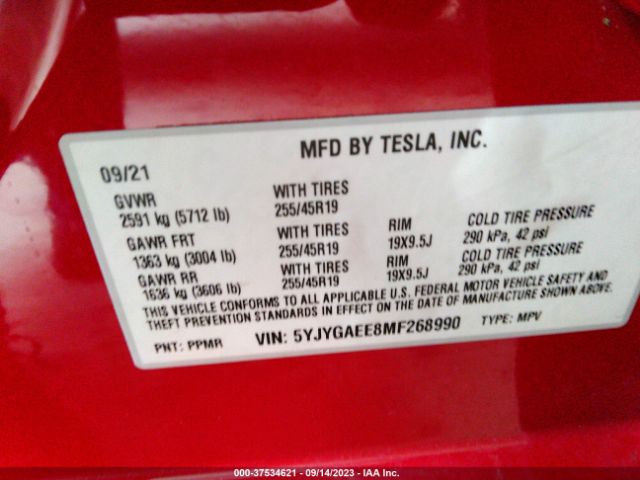 MFD BY TESLA, INC.
09/21
GVWR WITH TIRES
2591 kg (5712 lb) 255/45R19
GAWR FRT WITH TIRES RIM COLD TIRE PRESSURE
1363 kg (3004 lb) 255/45R19 19X9.5J 290 kPa, 42 psi
GAWR RR WITH TIRES RIM COLD TIRE PRESSURE
1636 kg (3606 lb) 255/45R19 19X9.5J 290 kPa, 42 psi
THIS VEHICLE CONFORMS TO ALL APPLICABLE U.S. FEDERAL MOTOR VEHICLE SAFETY AND
THEFT PREVENTION STANDARDS IN EFFECT ON THE DATE OF MANUFACTURE SHOWN ABOVE.
PNT: PPMR VIN: 5YJYGAEE8MF268990 TYPE: MPV
000-37534621 - 09/14/2023 - IAA Inc.